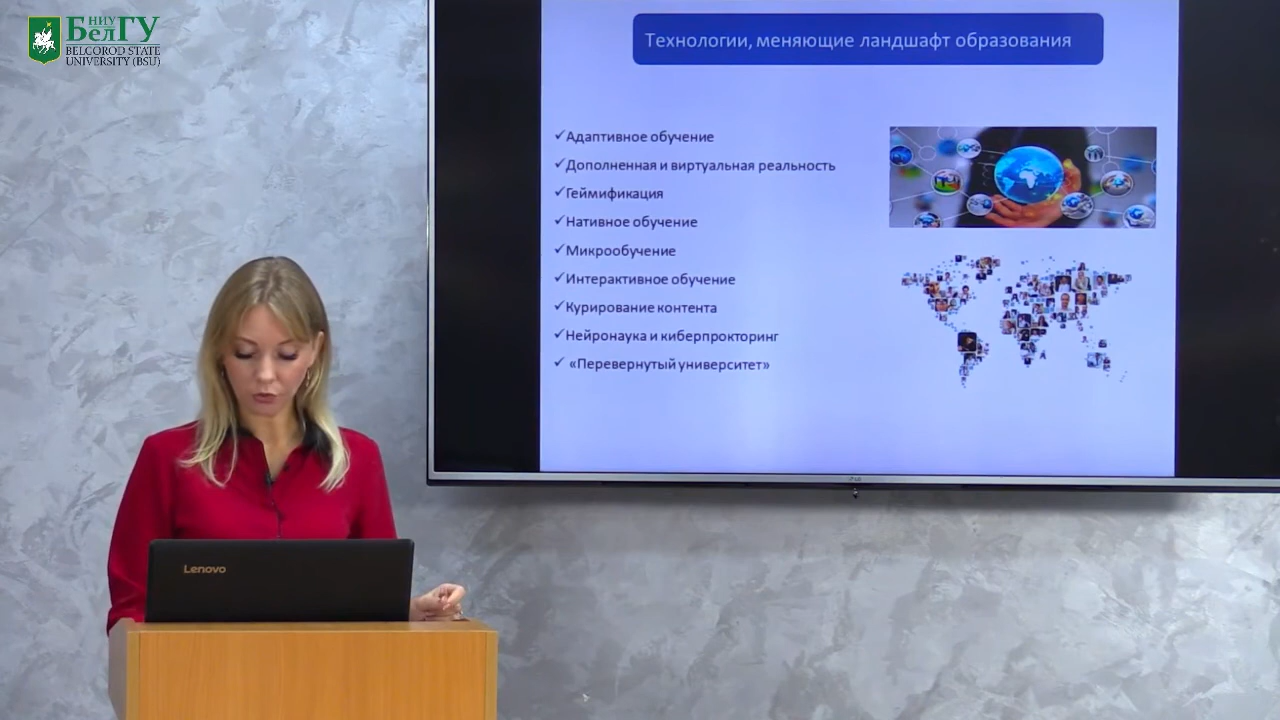 НИУ
БелГУ
BELGOROD STATE
UNIVERSITY (BSU)
Технологии, меняющие ландшафт образования
✓Адаптивное обучение
✓Дополненная и виртуальная реальность
✓Геймификация
✓Нативное обучение
✓Микрообучение
✓Интерактивное обучение
✓Курирование контента
✓Нейронаука и киберпрокторинг
✓ «Перевернутый университет»
Lenovo